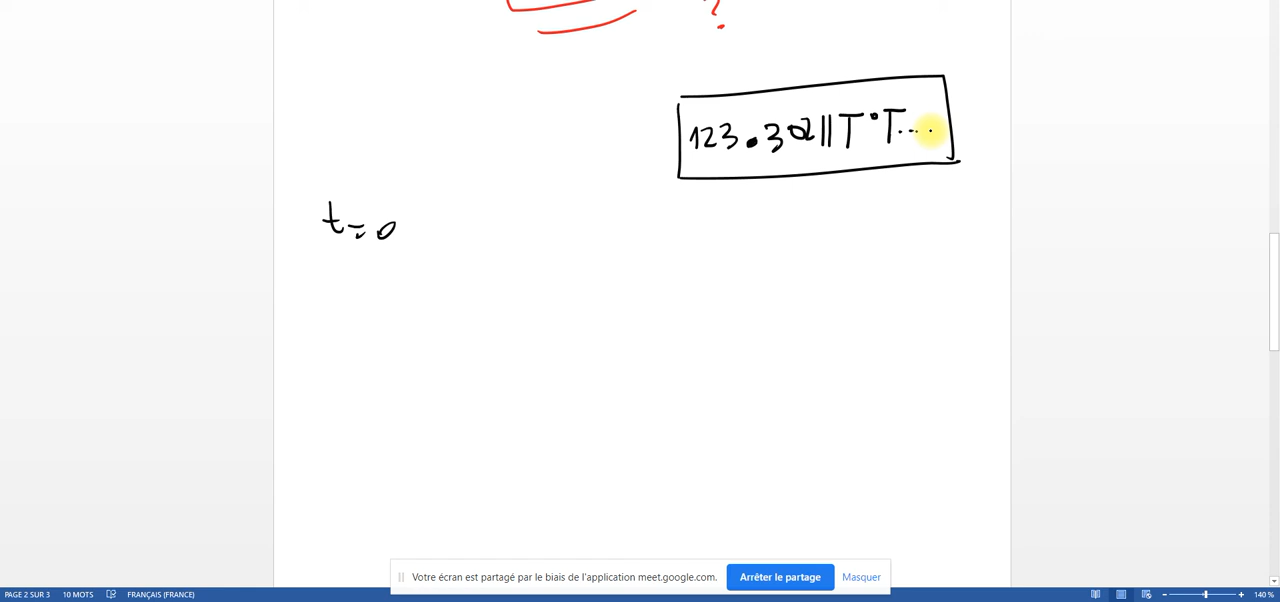 ?
123.3a||T°T...
t=0
Votre écran est partagé par le biais de l'application meet.google.com. Arrêter le partage Masquer
PAGE 2 SUR 3 10 MOTS FRANÇAIS (FRANCE) 140 %